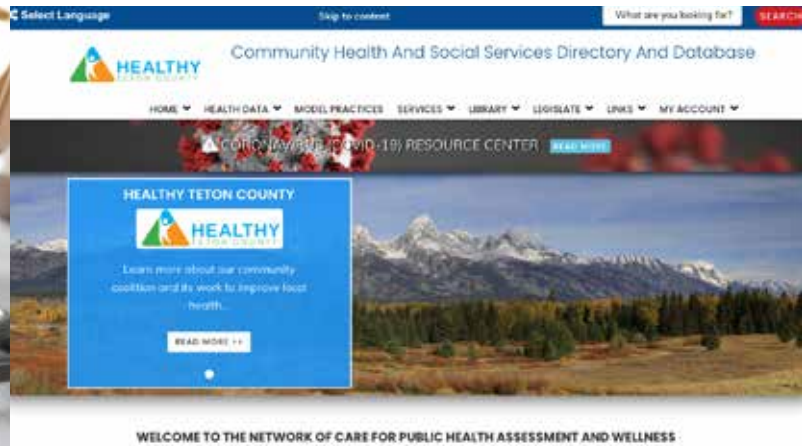 Select Language
Skip to content
What are you looking for?
SEARCH
HEALTHY
TETON COUNTY
Community Health And Social Services Directory And Database
HOME HEALTH DATA MODEL PRACTICES SERVICES LIBRARY LEGISLATE LINKS MY ACCOUNT
CORONAVIRUS (COVID-19) RESOURCE CENTER READ MORE
HEALTHY TETON COUNTY
HEALTHY
TETON COUNTY
Learn more about our community
coalition and its work to improve local
health...
READ MORE >>
WELCOME TO THE NETWORK OF CARE FOR PUBLIC HEALTH ASSESSMENT AND WELLNESS